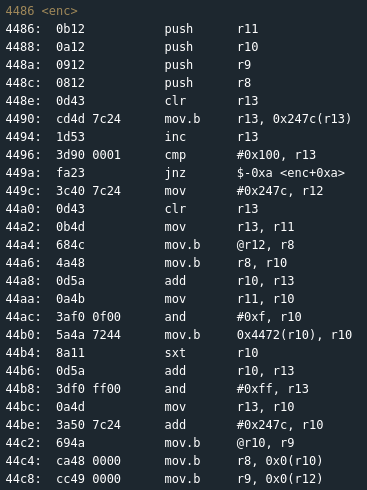 4486 <enc>
4486: 0b12 push r11
4488: 0a12 push r10
448a: 0912 push r9
448c: 0812 push r8
448e: 0d43 clr r13
4490: cd4d 7c24 mov.b r13, 0x247c(r13)
4494: 1d53 inc r13
4496: 3d90 0001 cmp #0x100, r13
449a: fa23 jnz $-0xa <enc+0xa>
449c: 3c40 7c24 mov #0x247c, r12
44a0: 0d43 clr r13
44a2: 0b4d mov r13, r11
44a4: 684c mov.b @r12, r8
44a6: 4a48 mov.b r8, r10
44a8: 0d5a add r10, r13
44aa: 0a4b mov r11, r10
44ac: 3af0 0f00 and #0xf, r10
44b0: 5a4a 7244 mov.b 0x4472(r10), r10
44b4: 8a11 sxt r10
44b6: 0d5a add r10, r13
44b8: 3df0 ff00 and #0xff, r13
44bc: 0a4d mov r13, r10
44be: 3a50 7c24 add #0x247c, r10
44c2: 694a mov.b @r10, r9
44c4: ca48 0000 mov.b r8, 0x0(r10)
44c8: cc49 0000 mov.b r9, 0x0(r12)